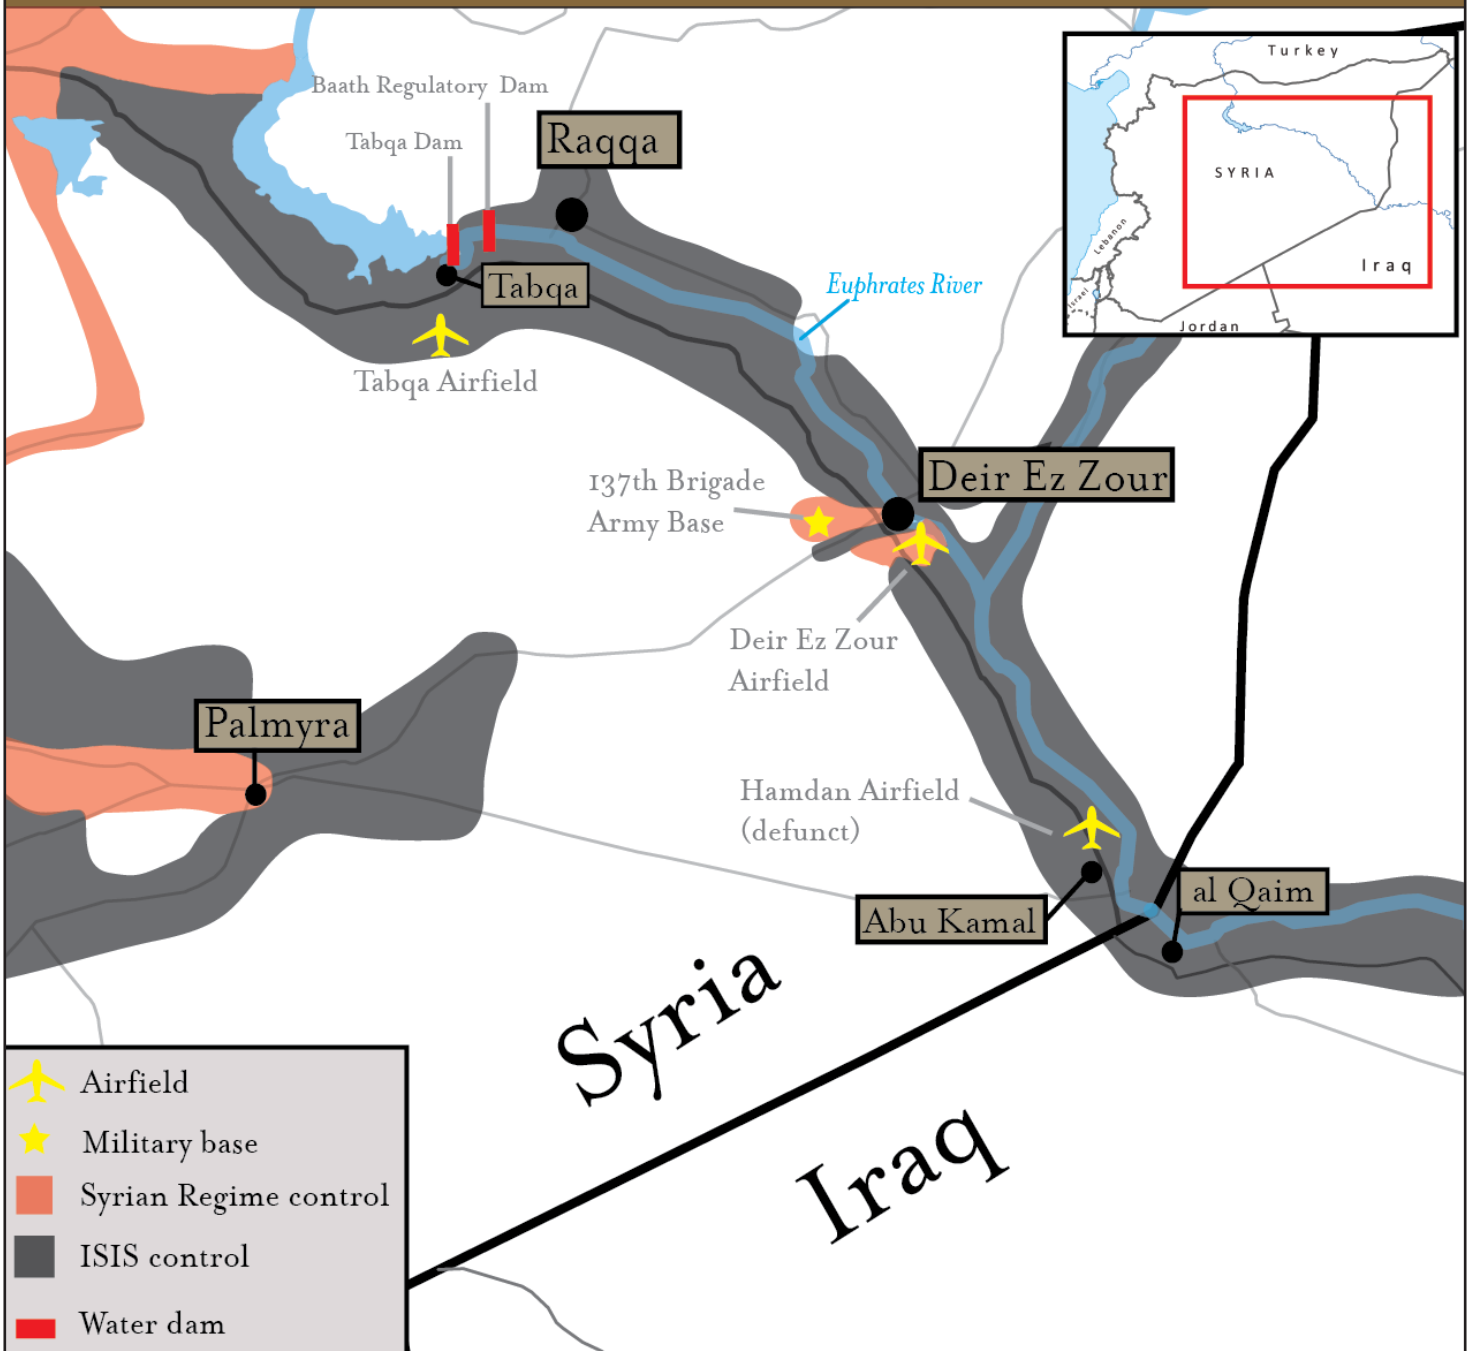 Turkey
SYRIA
Lebanon
Israel
Iraq
Jordan
Baath Regulatory Dam
Tabqa Dam
Raqqa
Tabqa
Euphrates River
Tabqa Airfield
137th Brigade
Army Base
Deir Ez Zour
Deir Ez Zour
Airfield
Palmyra
Hamdan Airfield
(defunct)
al Qaim
Abu Kamal
Syria
Iraq
Airfield
Military base
Syrian Regime control
ISIS control
Water dam